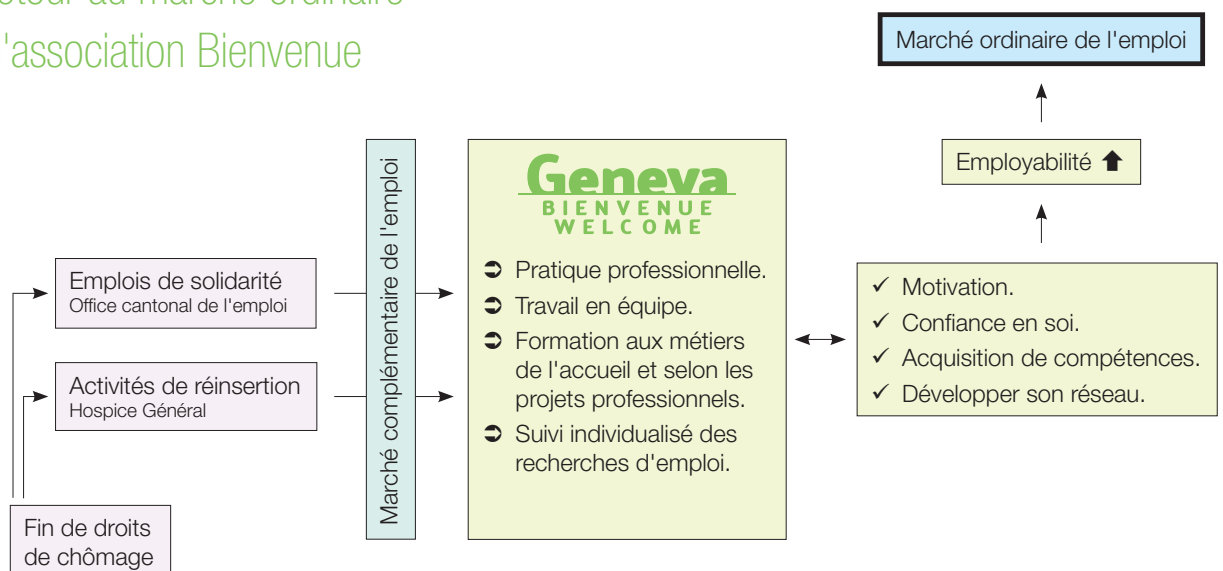 l'association Bienvenue
Marché ordinaire de l'emploi
Employabilité
Marché complémentaire de l'emploi
Geneva
BIENVENUE
WELCOME
Pratique professionnelle.
Travail en équipe.
Formation aux métiers
de l'accueil et selon les
projets professionnels.
Suivi individualisé des
recherches d'emploi.
Motivation.
Confiance en soi.
Acquisition de compétences.
Développer son réseau.
Emplois de solidarité
Office cantonal de l'emploi
Activités de réinsertion
Hospice Général
Fin de droits
de chômage